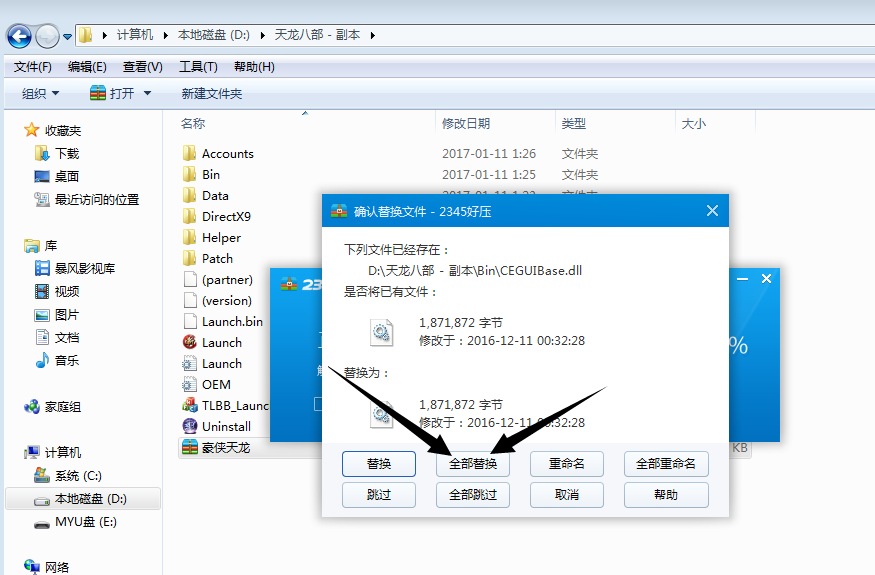 计算机 本地磁盘 (D:) 天龙八部 - 副本
文件(F) 编辑(E) 查看(V) 工具(T) 帮助(H)
组织 打开 新建文件夹
名称 修改日期 类型 大小
收藏夹
下载
桌面
最近访问的位置
库
暴风影视库
视频
图片
文档
音乐
家庭组
计算机
系统 (C:)
本地磁盘 (D:)
MYU盘 (E:)
网络
Accounts 2017-01-11 1:26 文件夹
Bin 2017-01-11 1:25 文件夹
Data
DirectX9
Helper
Patch
(partner)
(version)
Launch.bin
Launch
Launch
OEM
TLBB_Launc
Uninstall
豪侠天龙 KB
23
%
确认替换文件 - 2345好压
下列文件已经存在：
D:\天龙八部 - 副本\Bin\CEGUIBase.dll
是否将已有文件：
1,871,872 字节
修改于：2016-12-11 00:32:28
替换为：
1,871,872 字节
修改于：2016-12-11 00:32:28
替换 全部替换 重命名 全部重命名
跳过 全部跳过 取消 帮助